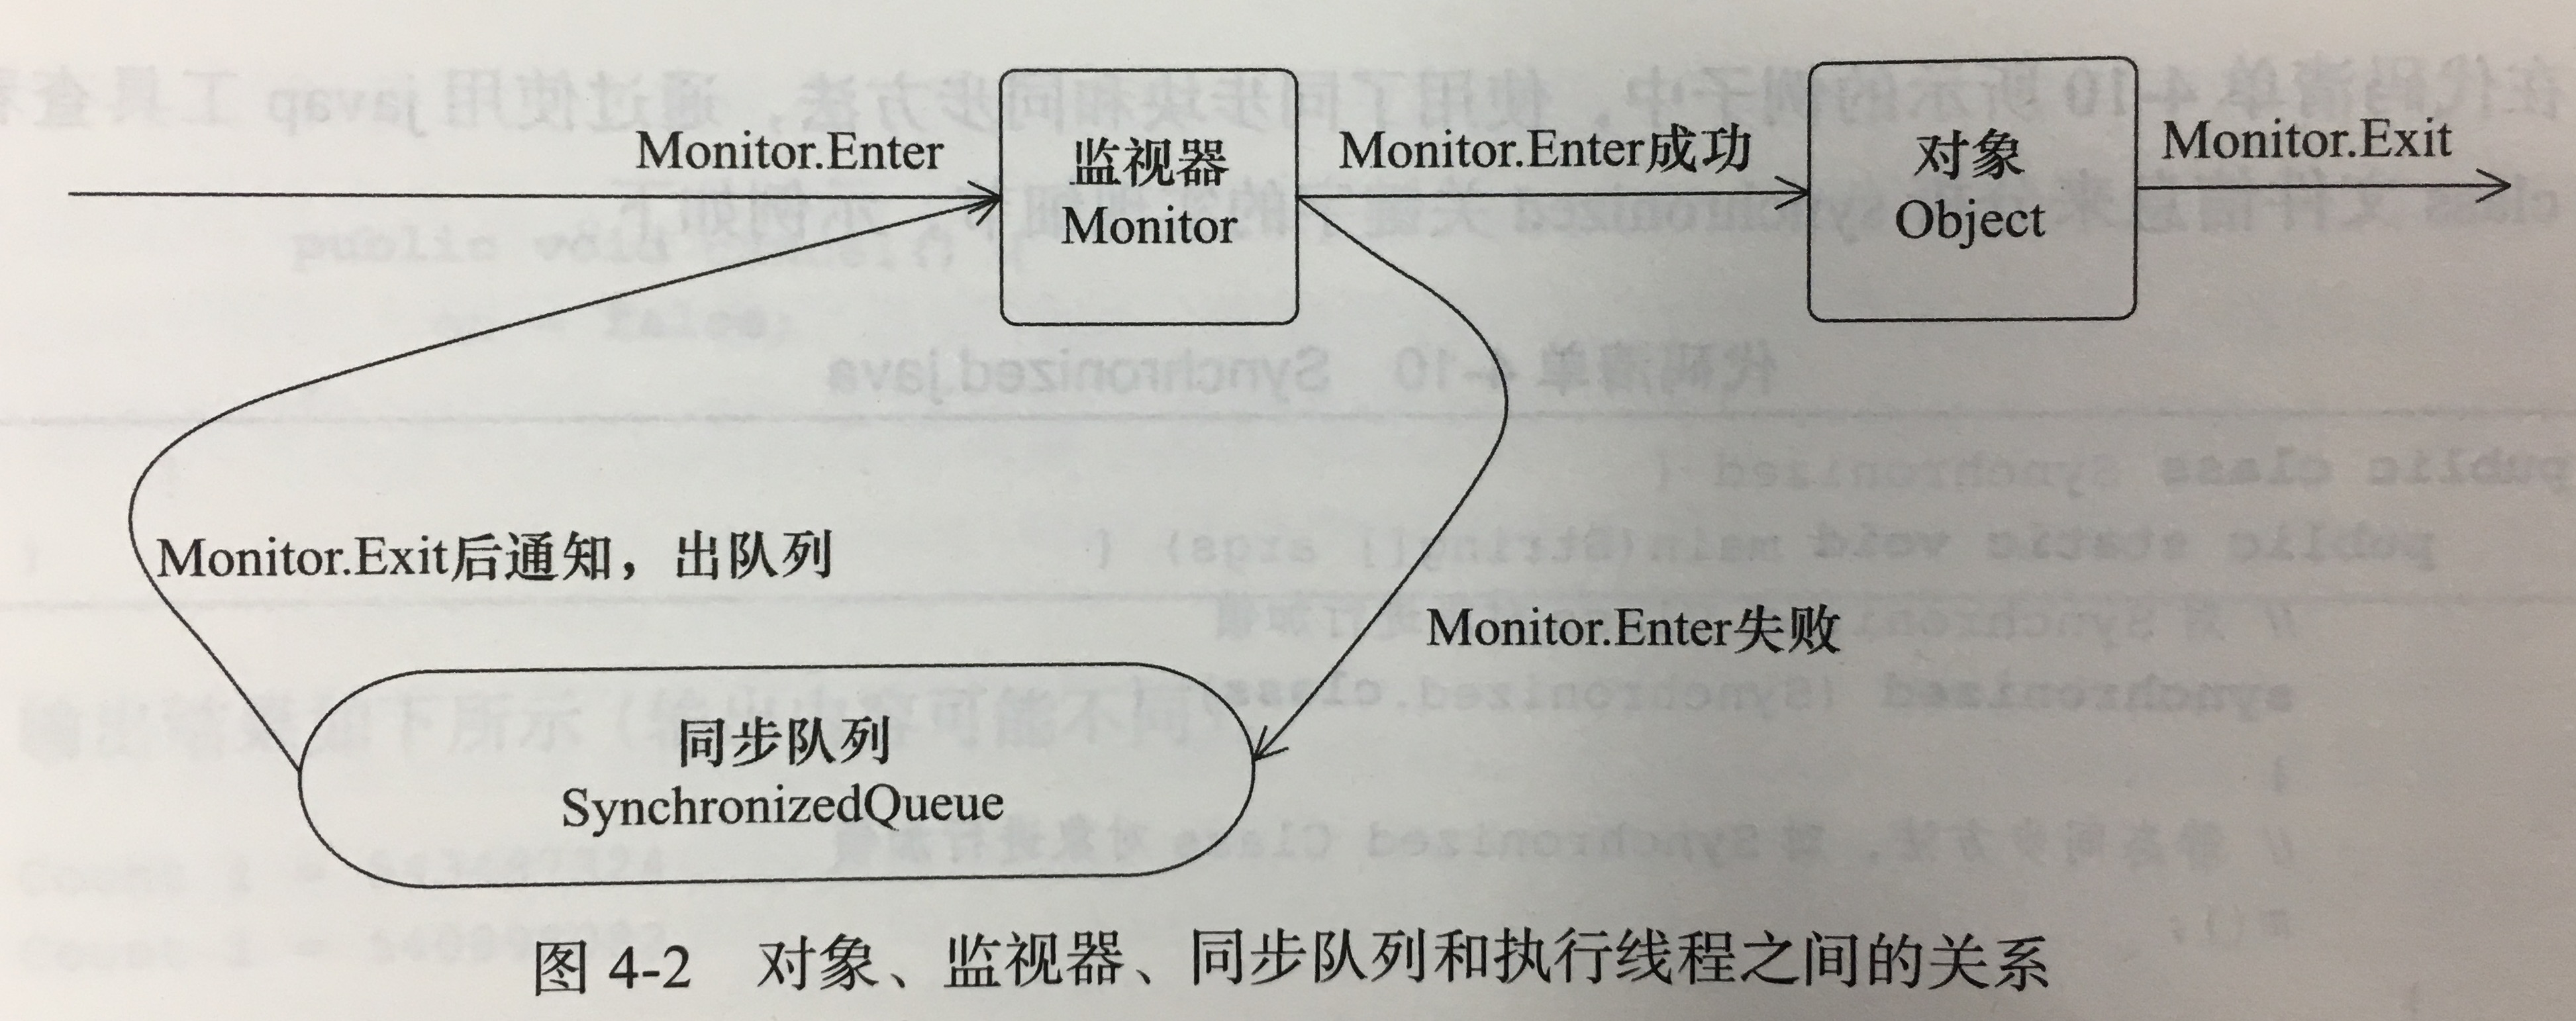 Monitor.Enter
监视器
Monitor
Monitor.Enter成功
对象
Object
Monitor.Exit
Monitor.Exit后通知，出队列
Monitor.Enter失败
同步队列
SynchronizedQueue
图 4-2 对象、监视器、同步队列和执行线程之间的关系